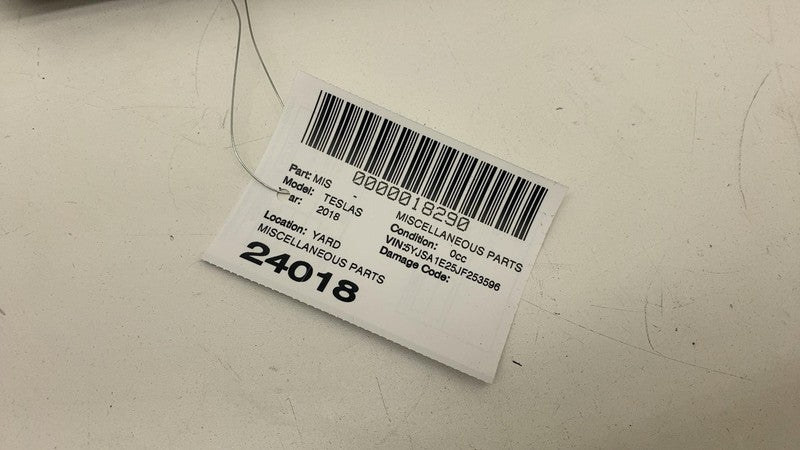 0000018290
Part: MIS -
MISCELLANEOUS PARTS
Model: TESLAS
Condition: 0cc
ar: 2018
VIN:5YJSA1E25JF253596
Damage Code:
Location: YARD
MISCELLANEOUS PARTS
24018